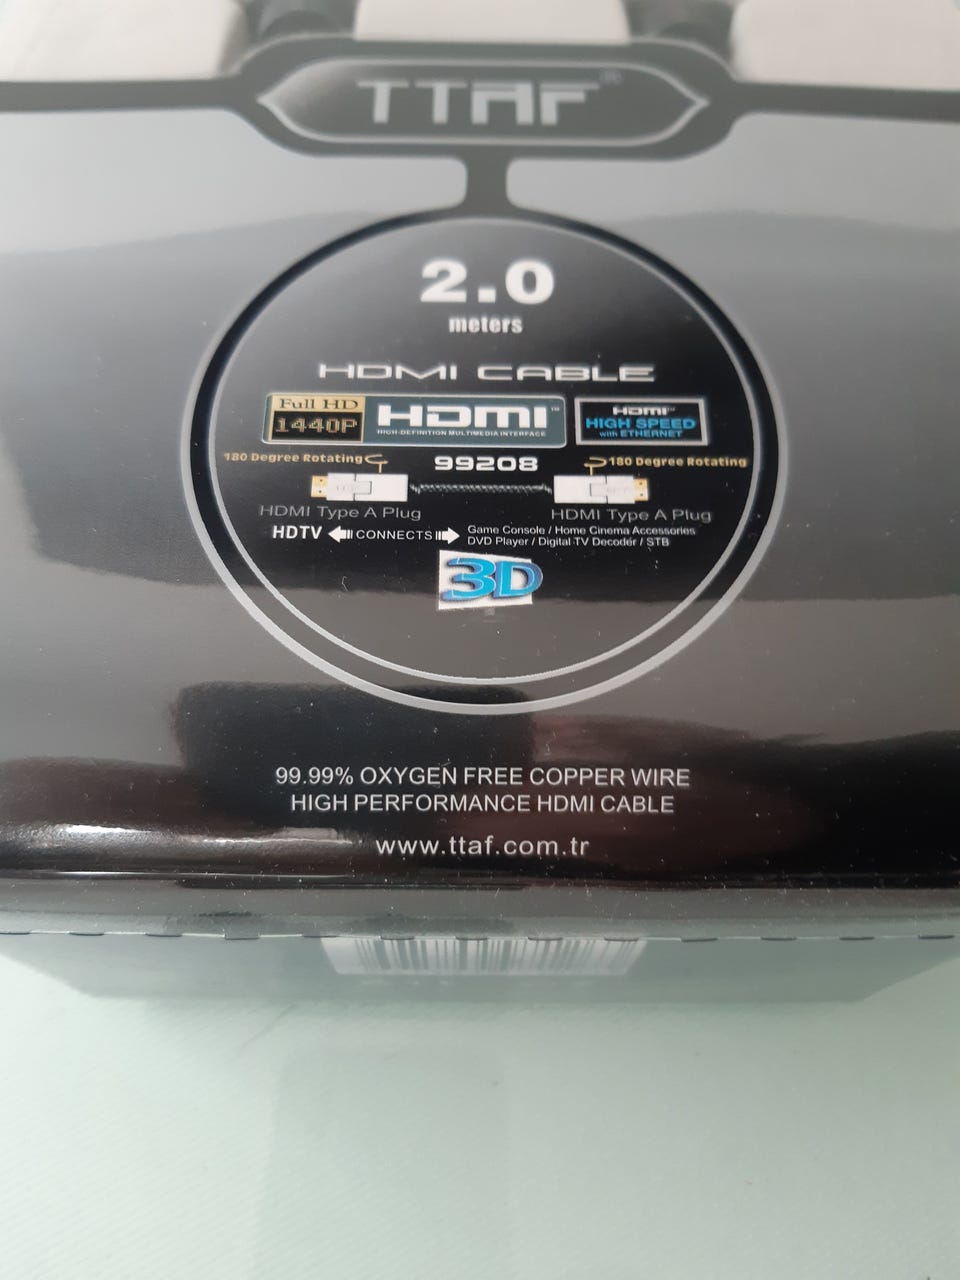 TTAF®
2.0
meters
HDMI CABLE
Full HD
1440P
HDMI™
HIGH-DEFINITION MULTIMEDIA INTERFACE
HDMI™
HIGH SPEED
with ETHERNET
180 Degree Rotating
99208
180 Degree Rotating
HDMI Type A Plug
HDMI Type A Plug
HDTV
CONNECTS
Game Console / Home Cinema Accessories
DVD Player / Digital TV Decoder / STB
3D
99.99% OXYGEN FREE COPPER WIRE
HIGH PERFORMANCE HDMI CABLE
www.ttaf.com.tr